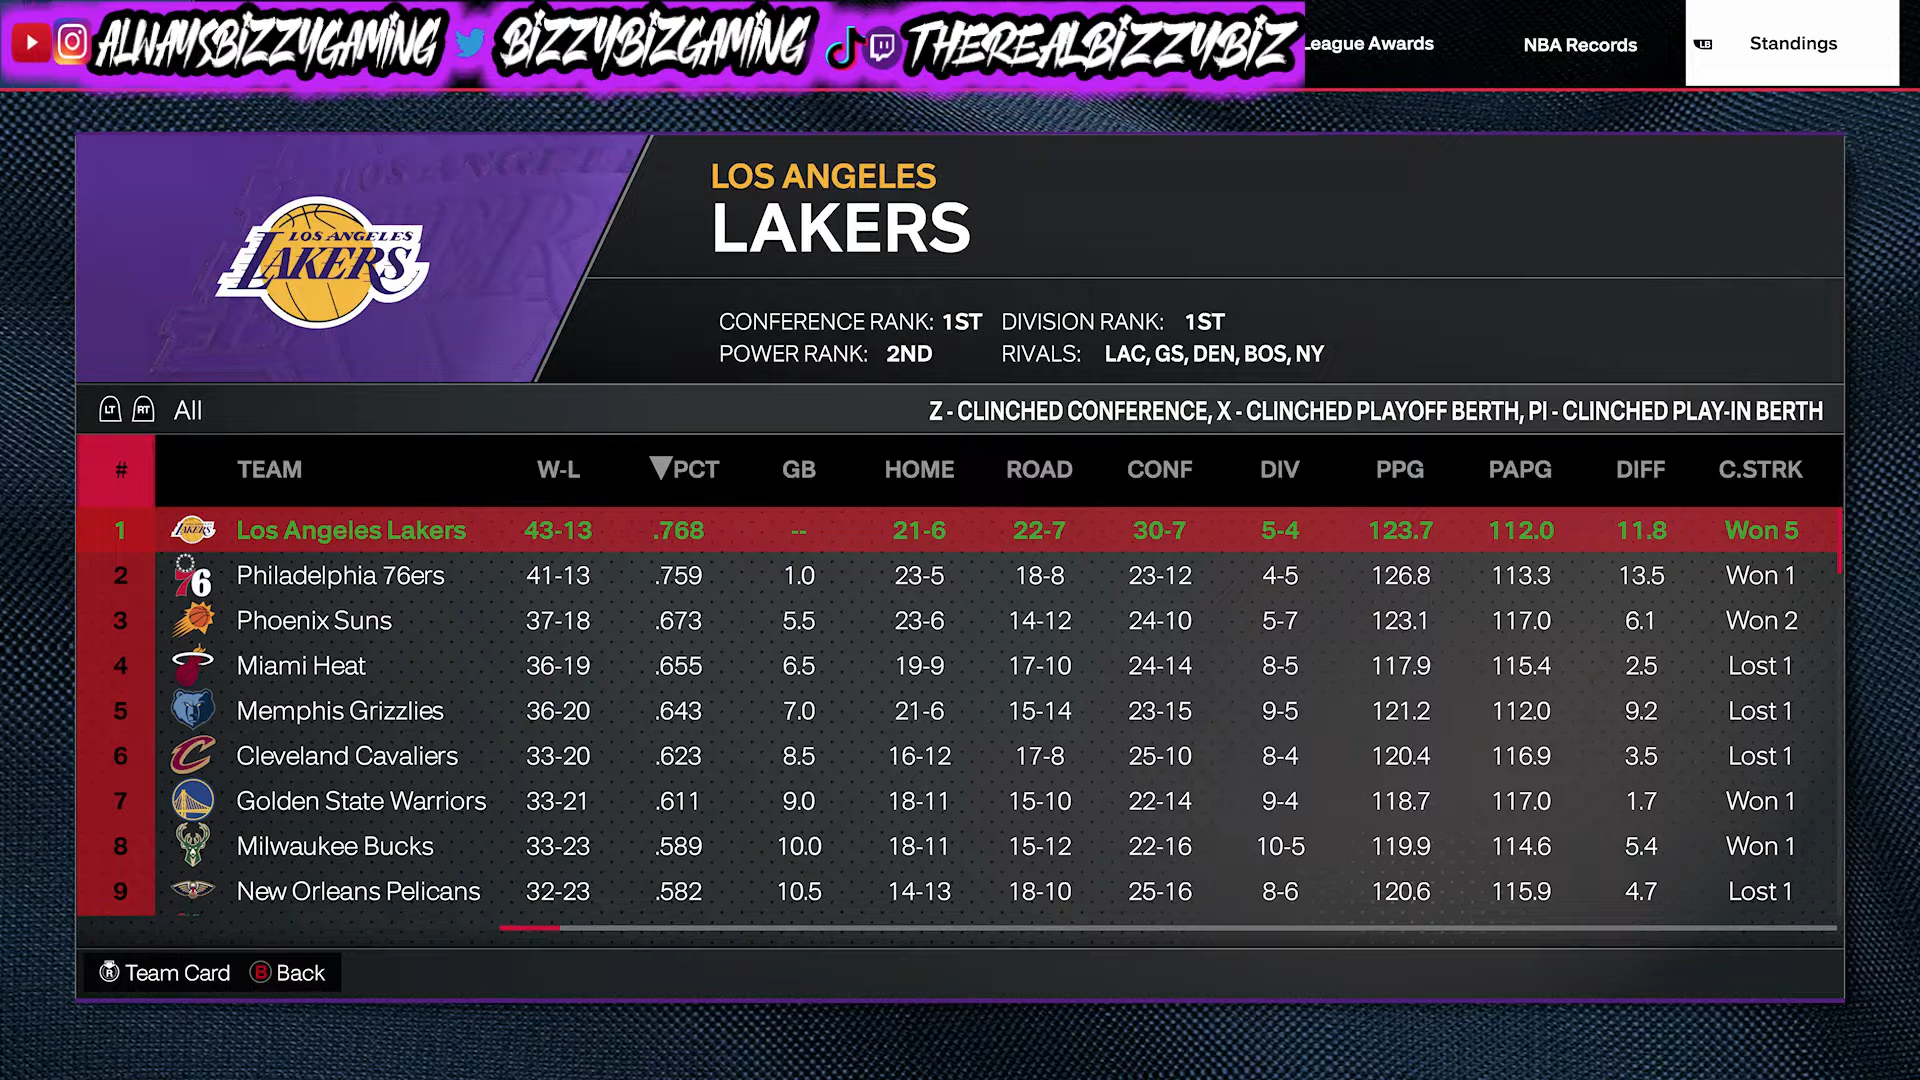 ALWAYSBIZZYGAMING BIZZYBIZGAMING THEREALBIZZYBIZ League Awards NBA Records LB Standings
LOS ANGELES
LAKERS
LOS ANGELES
LAKERS
CONFERENCE RANK: 1ST DIVISION RANK: 1ST
POWER RANK: 2ND RIVALS: LAC, GS, DEN, BOS, NY
LT RT All Z - CLINCHED CONFERENCE, X - CLINCHED PLAYOFF BERTH, PI - CLINCHED PLAY-IN BERTH
# TEAM W-L PCT GB HOME ROAD CONF DIV PPG PAPG DIFF C.STRK
1 LAKERS Los Angeles Lakers 43-13 .768 -- 21-6 22-7 30-7 5-4 123.7 112.0 11.8 Won 5
2 76 Philadelphia 76ers 41-13 .759 1.0 23-5 18-8 23-12 4-5 126.8 113.3 13.5 Won 1
3 Phoenix Suns 37-18 .673 5.5 23-6 14-12 24-10 5-7 123.1 117.0 6.1 Won 2
4 Miami Heat 36-19 .655 6.5 19-9 17-10 24-14 8-5 117.9 115.4 2.5 Lost 1
5 Memphis Grizzlies 36-20 .643 7.0 21-6 15-14 23-15 9-5 121.2 112.0 9.2 Lost 1
6 C Cleveland Cavaliers 33-20 .623 8.5 16-12 17-8 25-10 8-4 120.4 116.9 3.5 Lost 1
7 Golden State Warriors 33-21 .611 9.0 18-11 15-10 22-14 9-4 118.7 117.0 1.7 Won 1
8 Milwaukee Bucks 33-23 .589 10.0 18-11 15-12 22-16 10-5 119.9 114.6 5.4 Won 1
9 New Orleans Pelicans 32-23 .582 10.5 14-13 18-10 25-16 8-6 120.6 115.9 4.7 Lost 1
R Team Card B Back